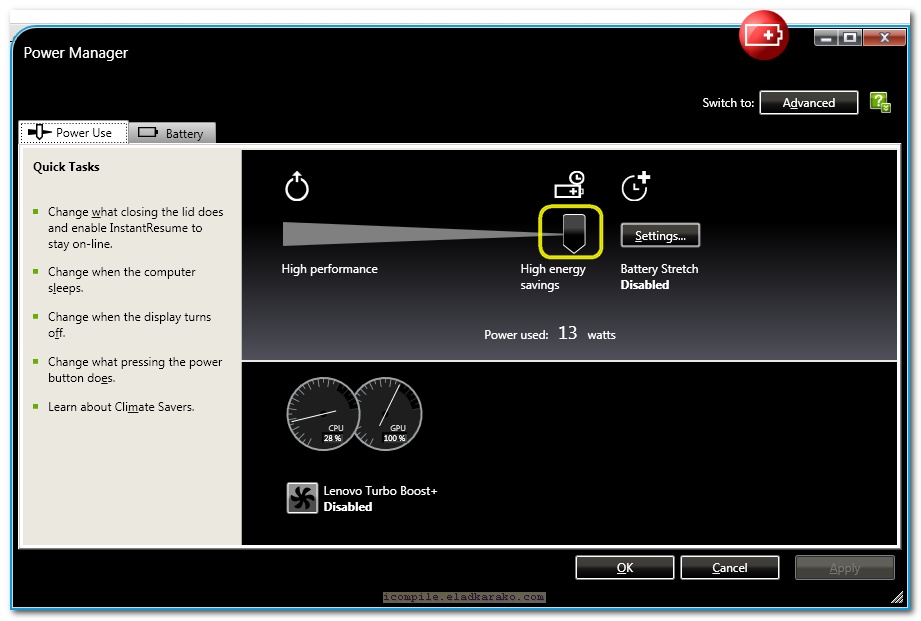 Power Manager
Switch to: Advanced
Power Use
Battery
Quick Tasks
Change what closing the lid does
and enable InstantResume to
stay on-line.
Change when the computer
sleeps.
Change when the display turns
off.
Change what pressing the power
button does.
Learn about Climate Savers.
High performance
High energy
savings
Settings...
Battery Stretch
Disabled
Power used: 13 watts
CPU
28 %
GPU
100 %
Lenovo Turbo Boost+
Disabled
OK
Cancel
Apply
icompile.eladkarako.com